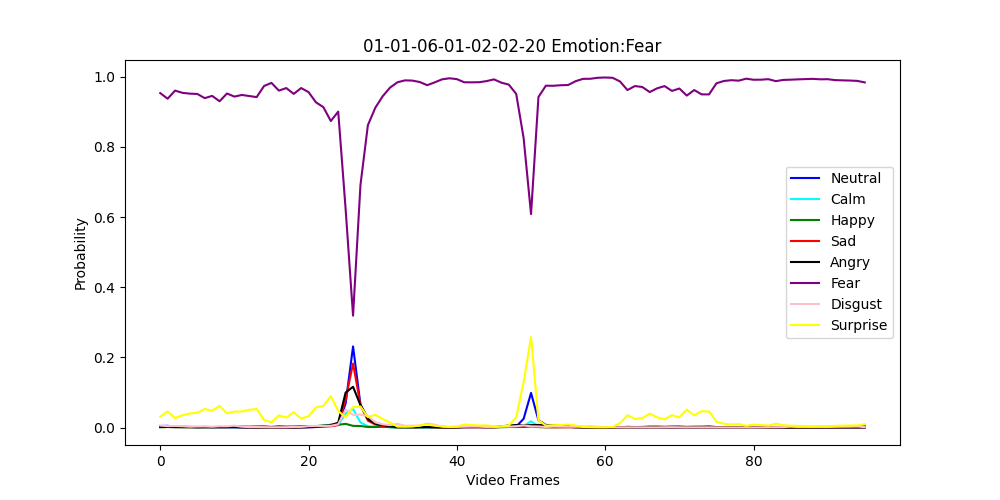 01-01-06-01-02-02-20 Emotion:Fear
Probability
1.0
0.8
0.6
0.4
0.2
0.0
0
20
40
60
80
Video Frames
Neutral
Calm
Happy
Sad
Angry
Fear
Disgust
Surprise